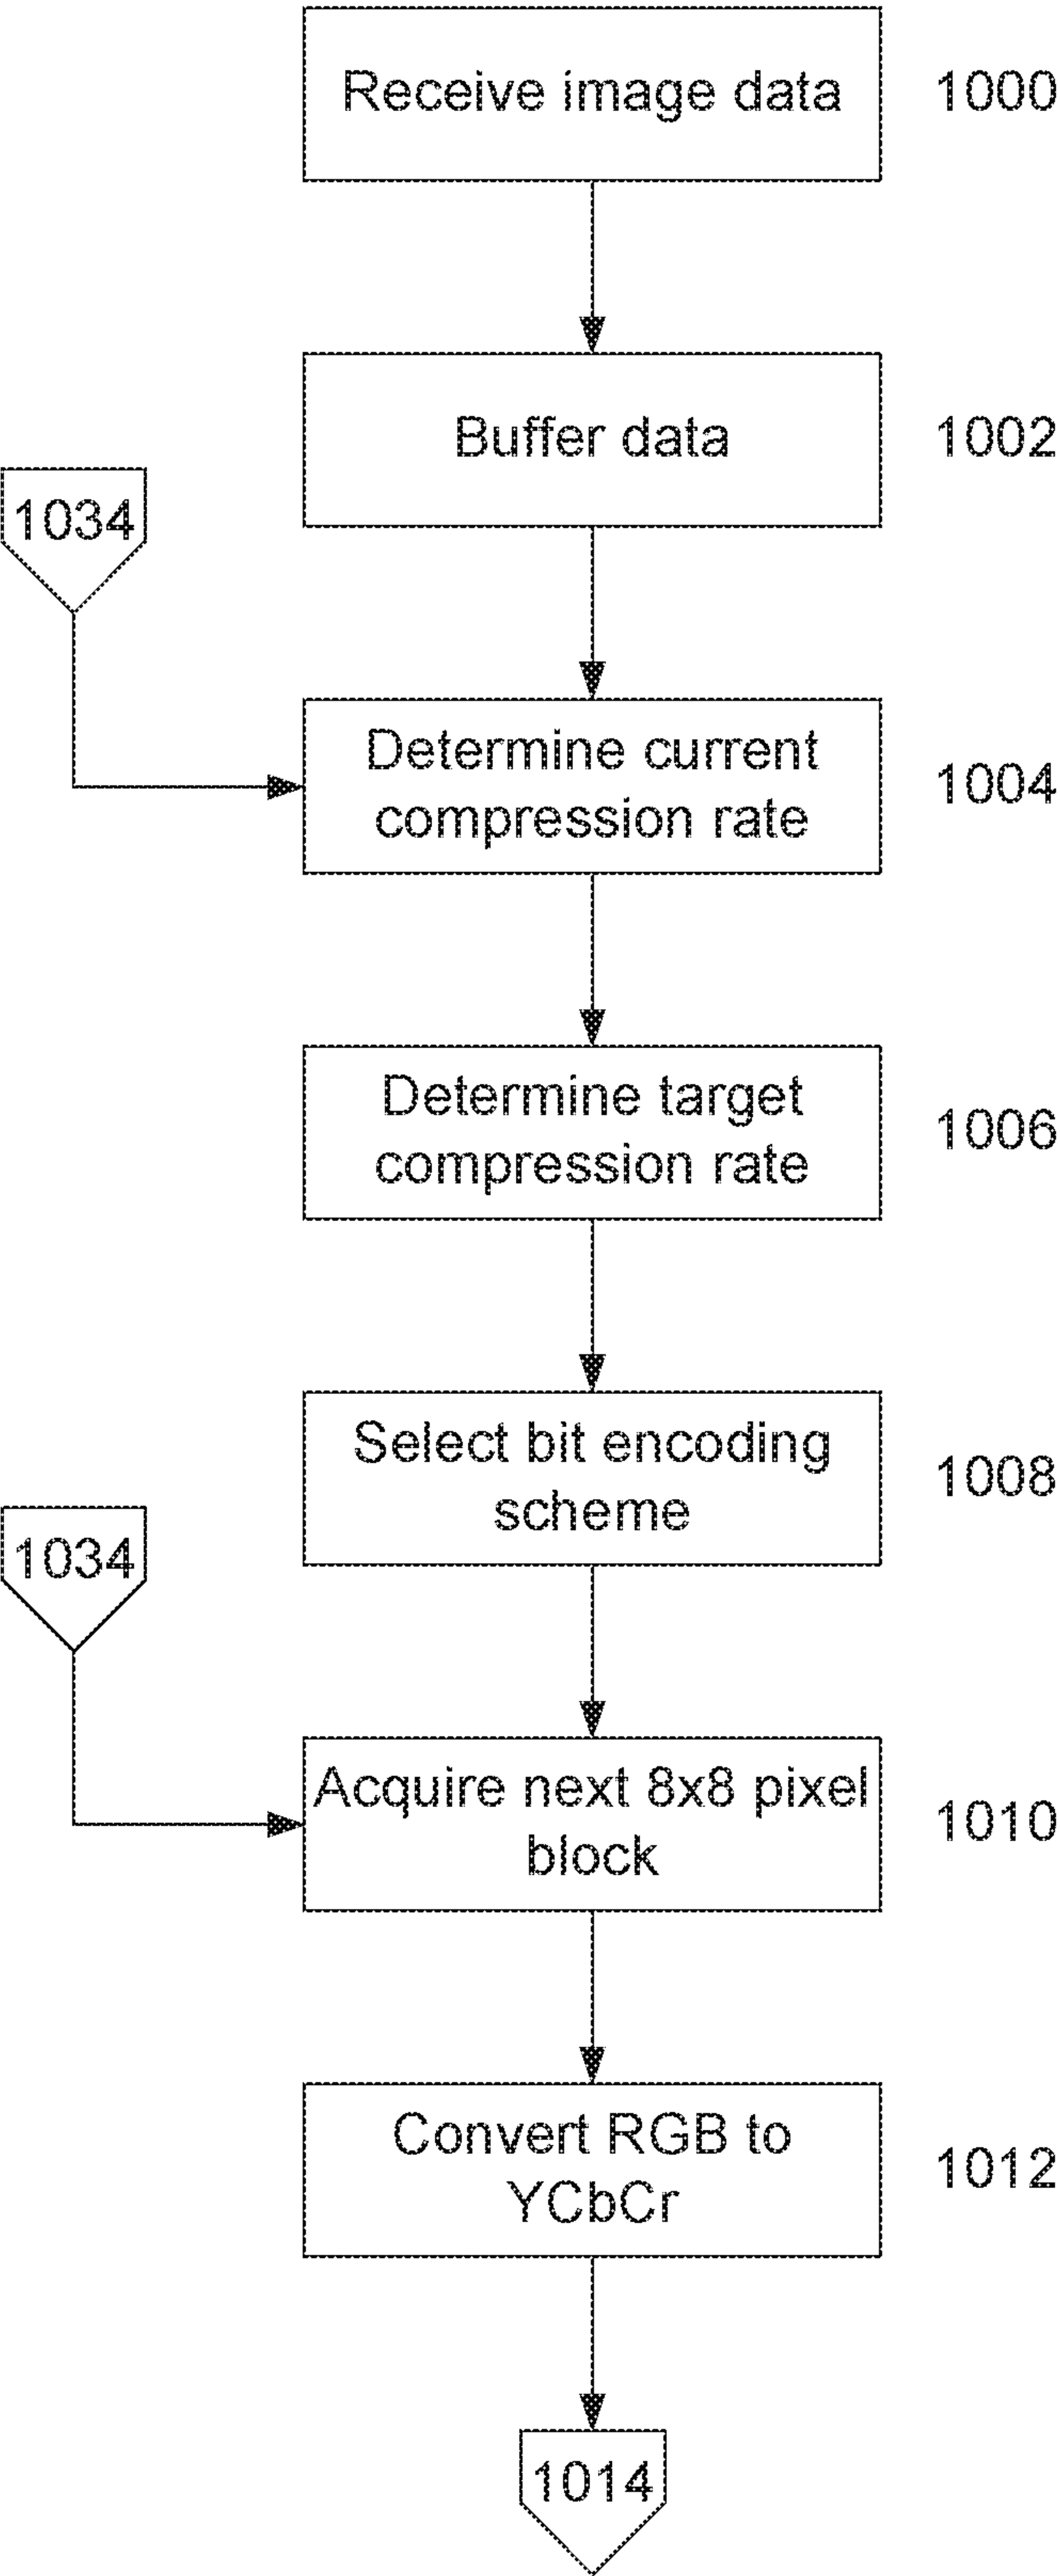 Receive image data
1000
Buffer data
1002
1034
Determine current
compression rate
1004
Determine target
compression rate
1006
Select bit encoding
scheme
1008
1034
Acquire next 8x8 pixel
block
1010
Convert RGB to
YCbCr
1012
1014